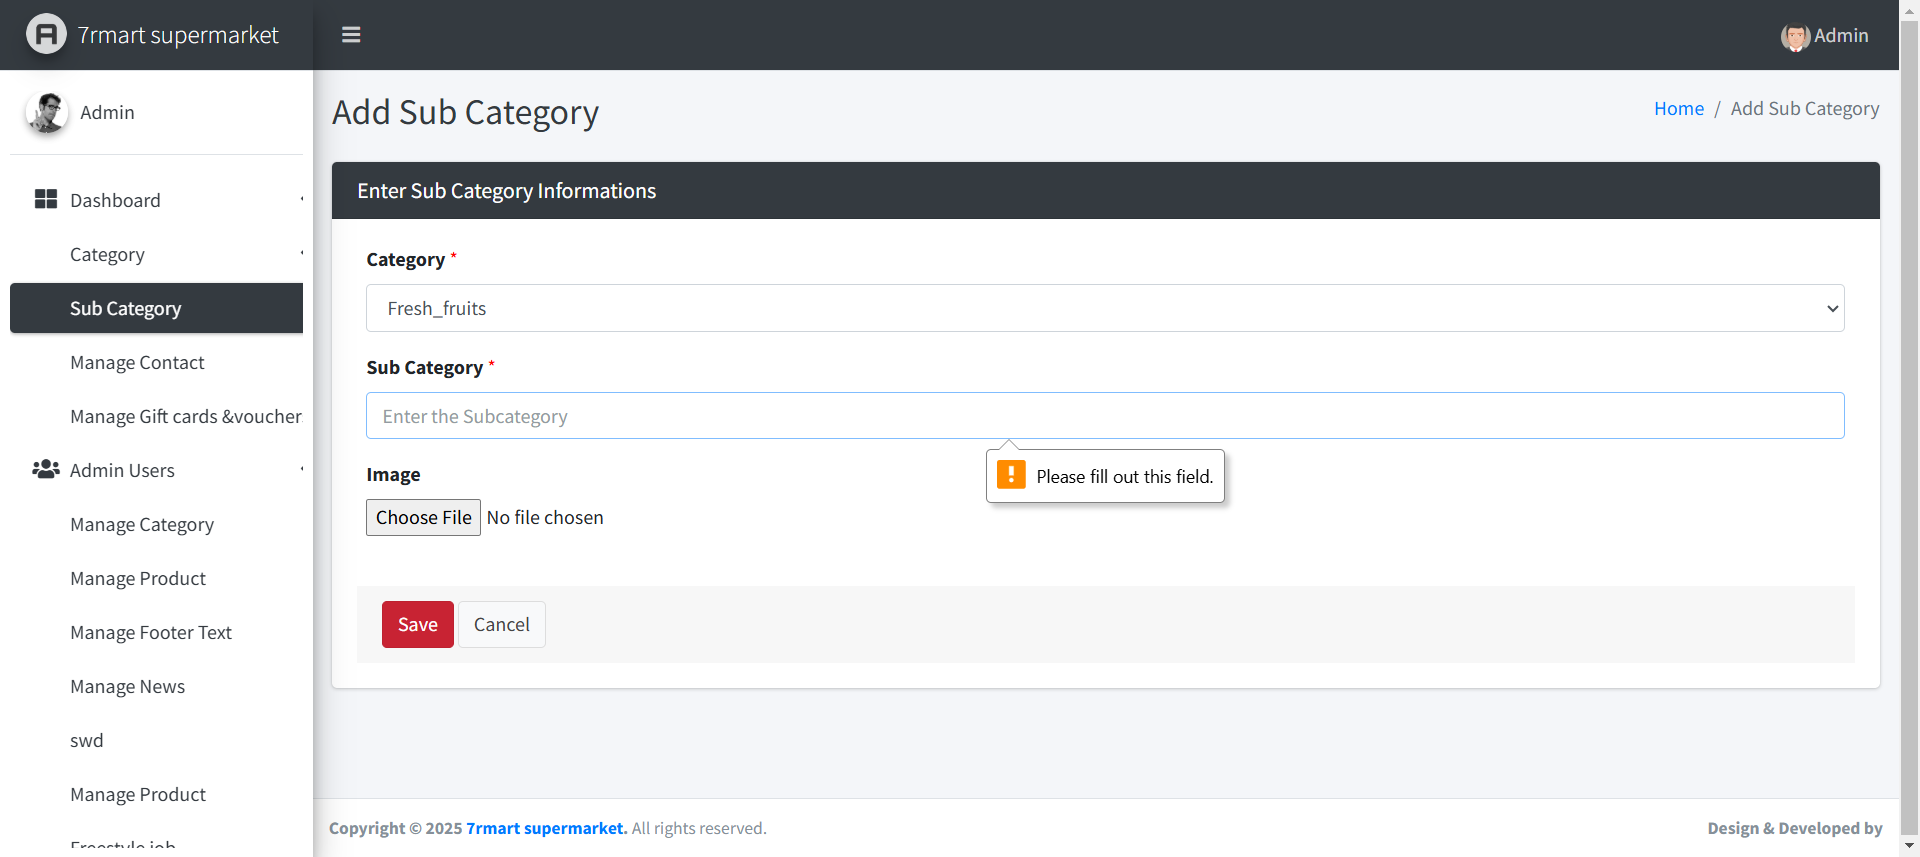 7rmart supermarket
Admin
Admin
Dashboard
Category
Sub Category
Manage Contact
Manage Gift cards &voucher
Admin Users
Manage Category
Manage Product
Manage Footer Text
Manage News
swd
Manage Product
Freestyle job
Add Sub Category
Home / Add Sub Category
Enter Sub Category Informations
Category *
Fresh_fruits
Sub Category *
Enter the Subcategory
Please fill out this field.
Image
Choose File No file chosen
Save Cancel
Copyright © 2025 7rmart supermarket. All rights reserved.
Design & Developed by